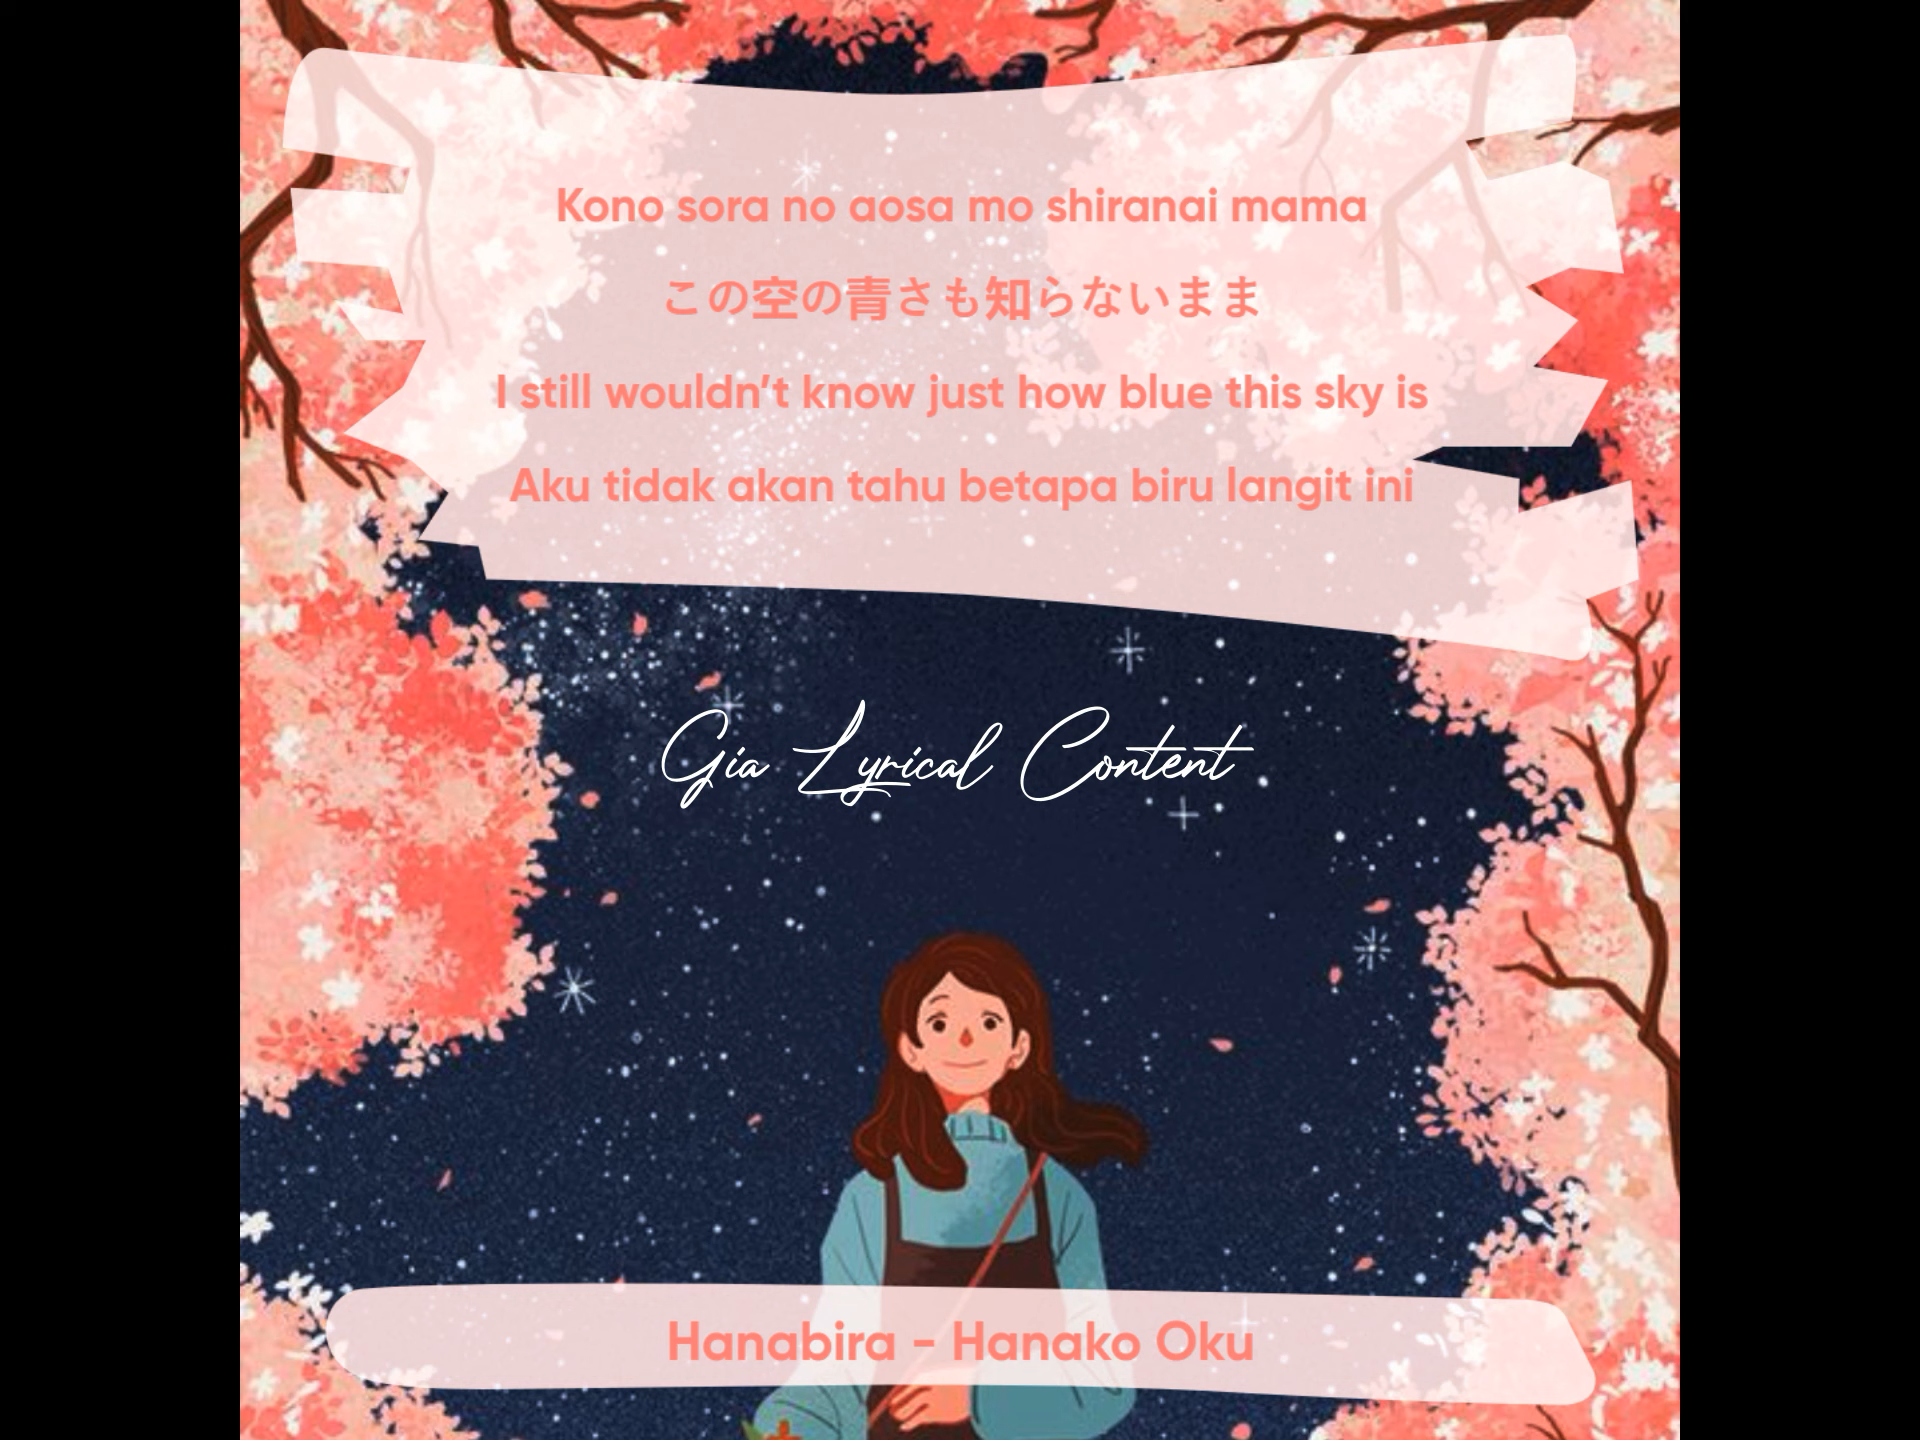 Kono sora no aosa mo shiranai mama
この空の青さも知らないまま
I still wouldn't know just how blue this sky is
Aku tidak akan tahu betapa biru langit ini
Gia Lyrical Content
Hanabira - Hanako Oku